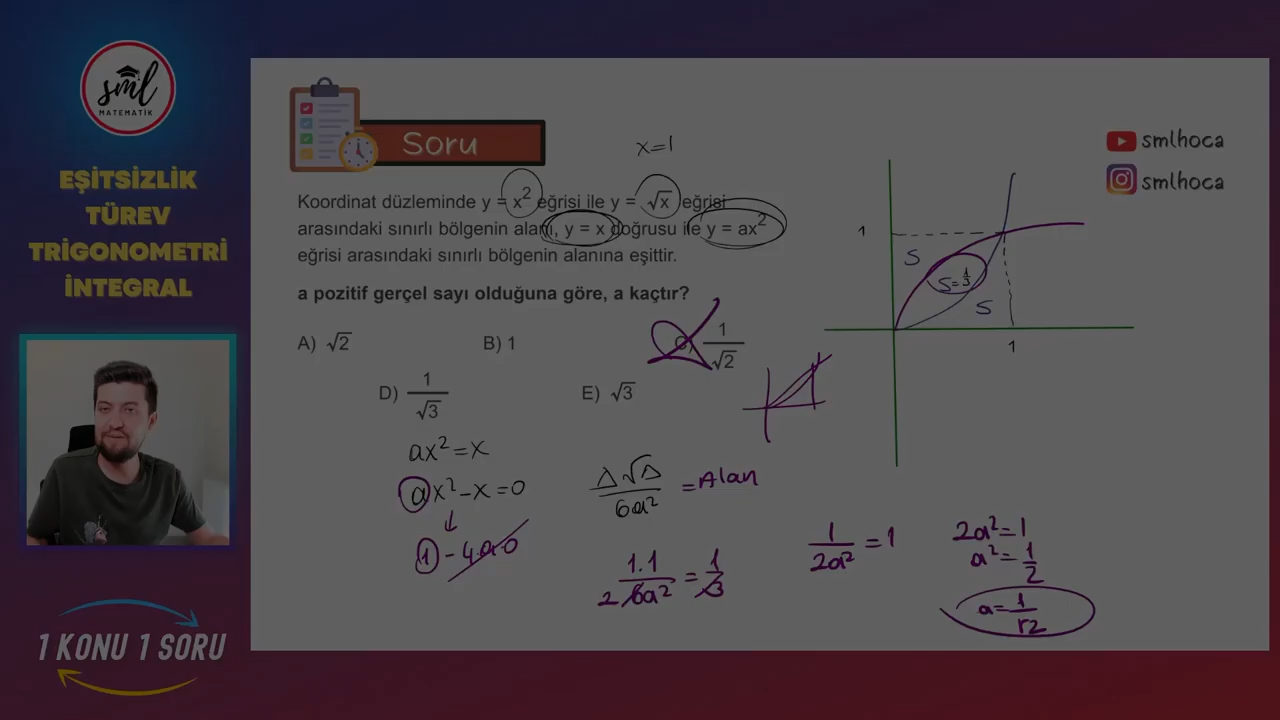 sml
MATEMATİK
EŞİTSİZLİK
TÜREV
TRİGONOMETRİ
İNTEGRAL
1 KONU 1 SORU
Soru
x=1
smlhoca
smlhoca
Koordinat düzleminde y = x² eğrisi ile y = √x eğrisi
arasındaki sınırlı bölgenin alanı, y = x doğrusu ile y = ax²
eğrisi arasındaki sınırlı bölgenin alanına eşittir.
a pozitif gerçel sayı olduğuna göre, a kaçtır?
A) √2
B) 1
C) 1/√2
D) 1/√3
E) √3
1
S
S=1/3
S
1
ax²=x
ax²-x=0
1-4.a.0
Δ√Δ/6a² = Alan
1.1/6a² = 1/3
2
1/2a² = 1
2a²=1
a²=1/2
a=1/√2